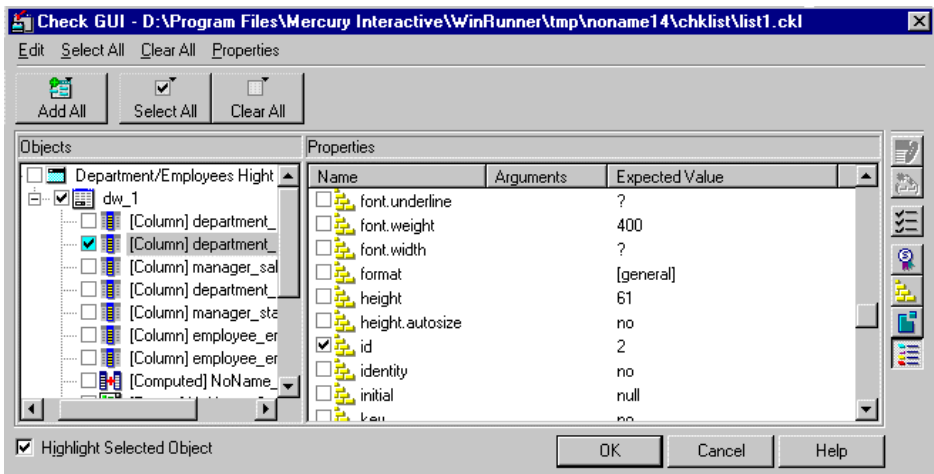 Check GUI - D:\Program Files\Mercury Interactive\WinRunner\tmp\noname14\chklist\list1.ckl
Edit Select All Clear All Properties
Add All Select All Clear All
Objects
Department/Employees Hight
dw_1
[Column] department_
[Column] department_
[Column] manager_sal
[Column] department_
[Column] manager_sta
[Column] employee_er
[Column] employee_er
[Computed] NoName_
Properties
Name Arguments Expected Value
font.underline ?
font.weight 400
font.width ?
format [general]
height 61
height.autosize no
id 2
identity no
initial null
key no
Highlight Selected Object
OK Cancel Help